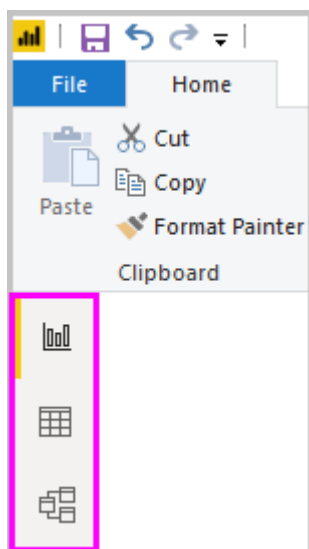 File Home
Cut
Copy
Paste
Format Painter
Clipboard